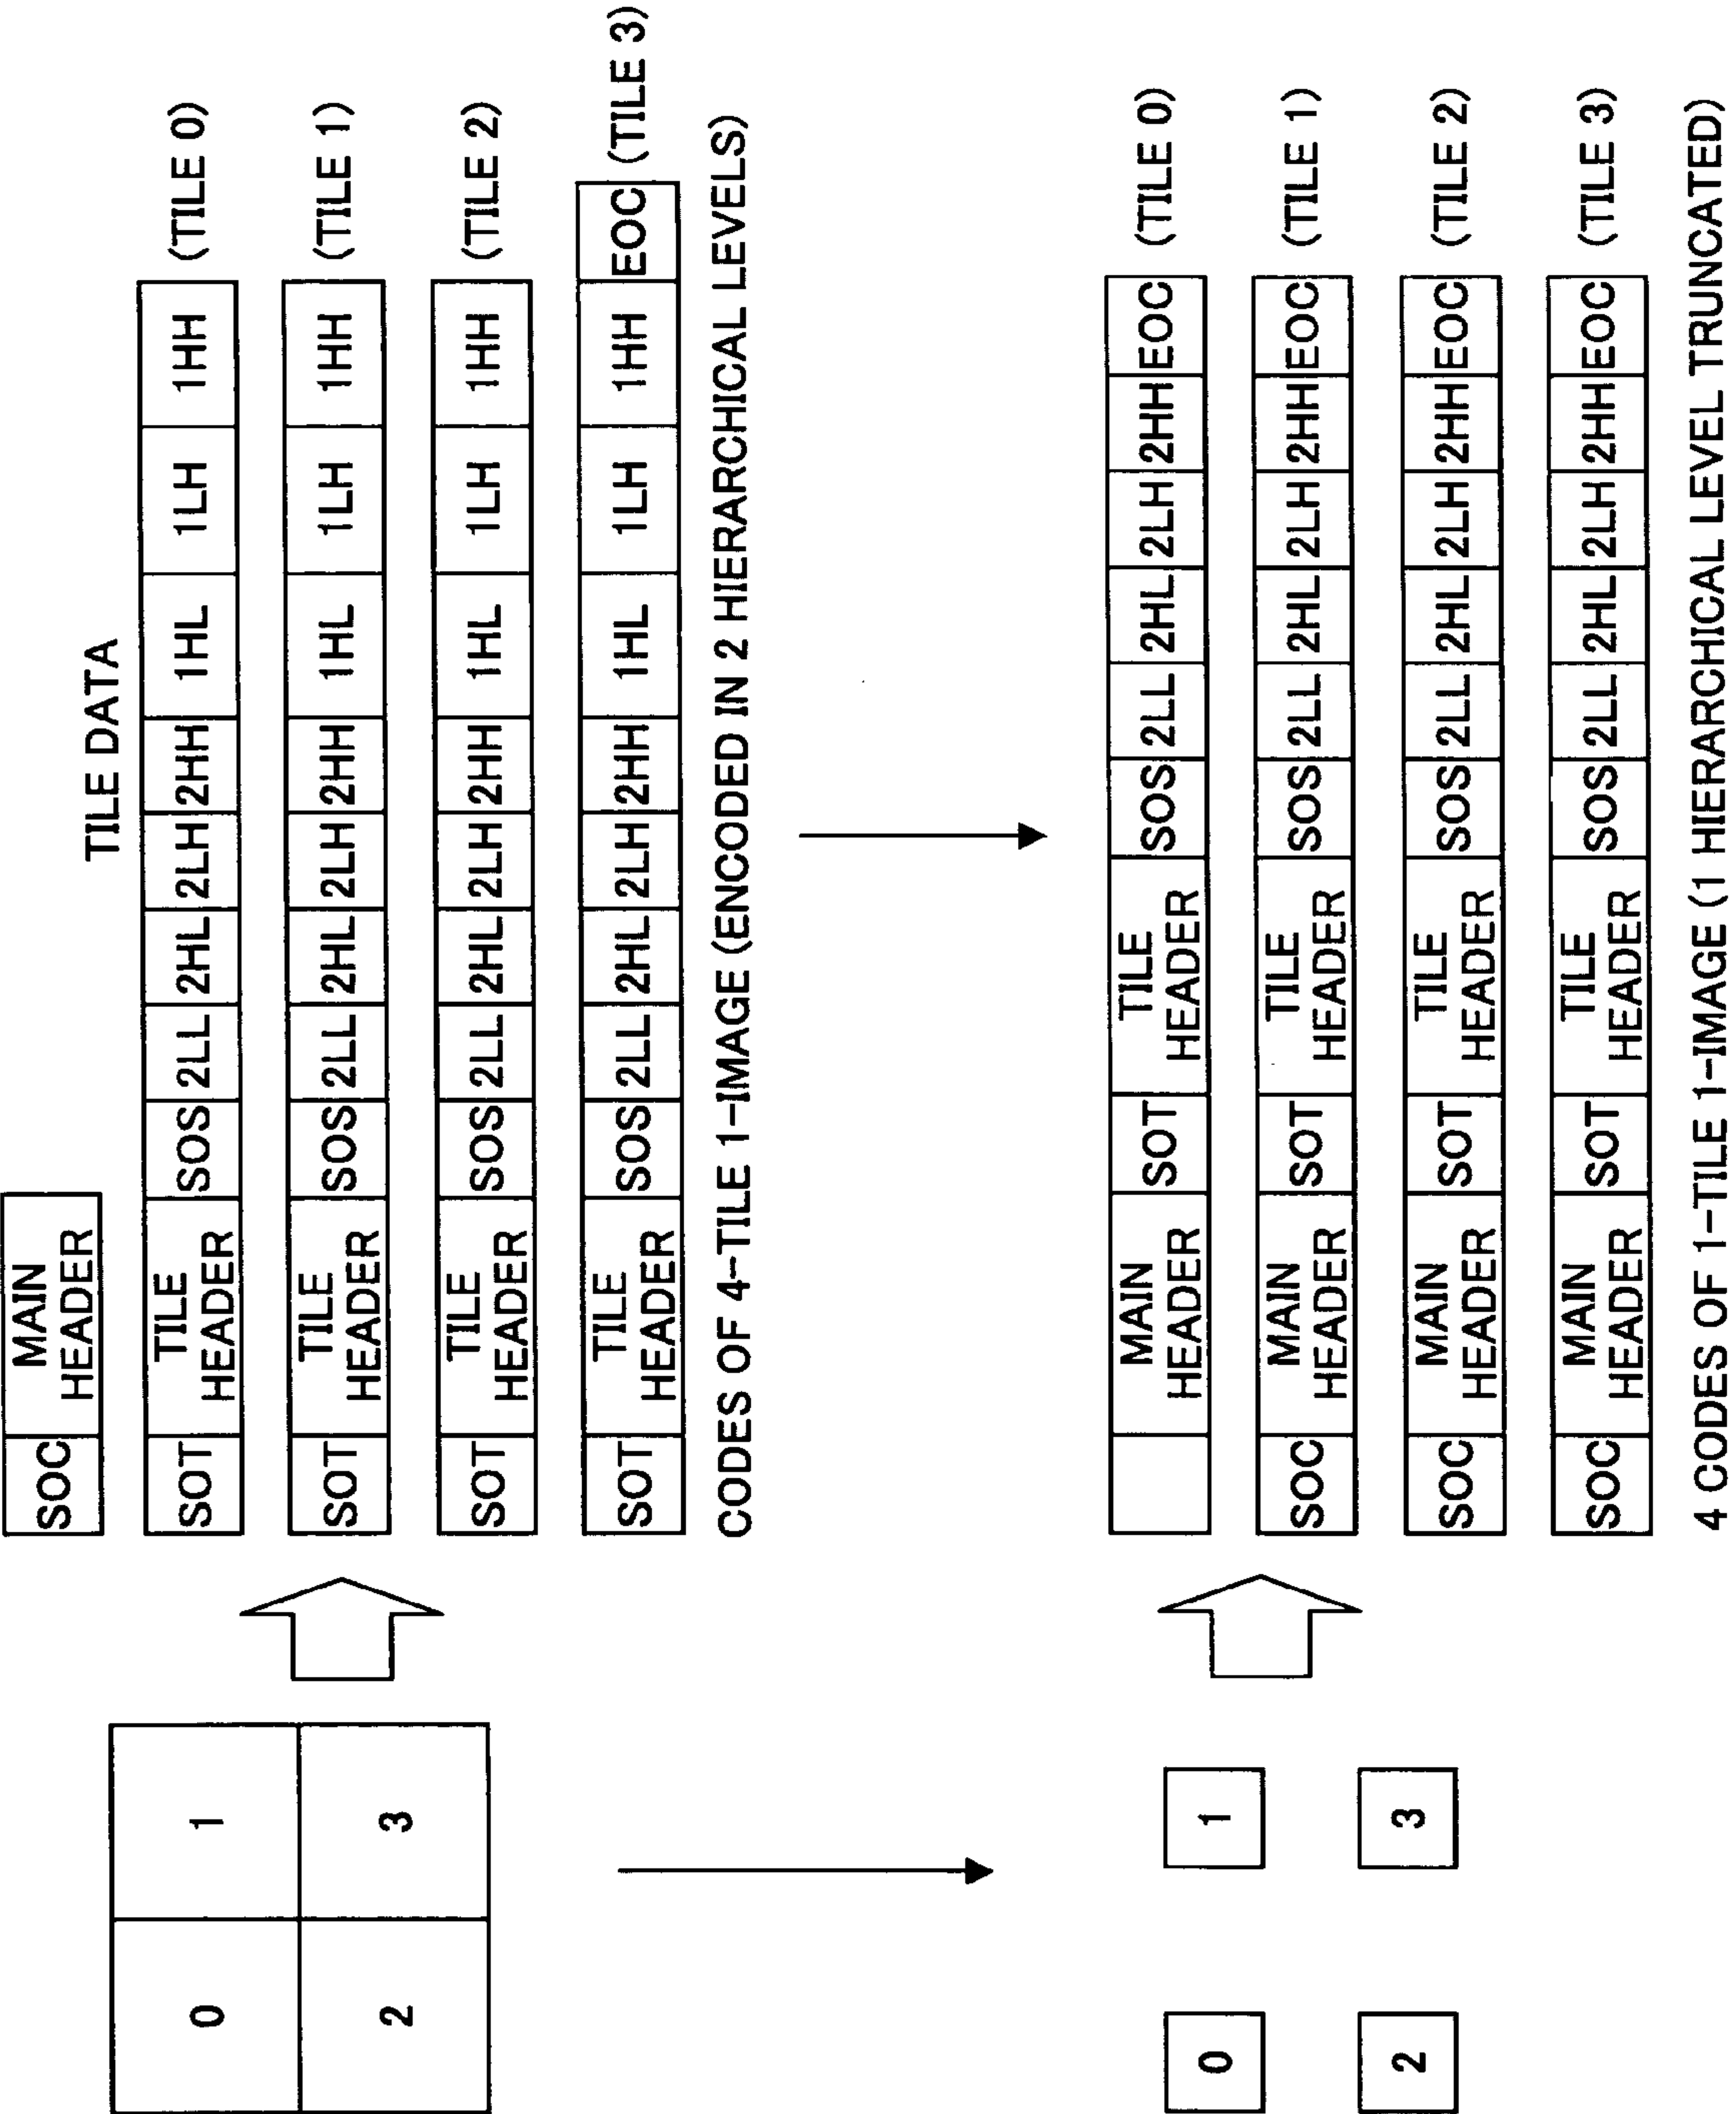 SOC MAIN HEADER
TILE DATA
SOT TILE HEADER SOS 2LL 2HL 2LH 2HH 1HL 1LH 1HH (TILE 0)
SOT TILE HEADER SOS 2LL 2HL 2LH 2HH 1HL 1LH 1HH (TILE 1)
SOT TILE HEADER SOS 2LL 2HL 2LH 2HH 1HL 1LH 1HH (TILE 2)
SOT TILE HEADER SOS 2LL 2HL 2LH 2HH 1HL 1LH 1HH EOC (TILE 3)
CODES OF 4-TILE 1-IMAGE (ENCODED IN 2 HIERARCHICAL LEVELS)
0 1
2 3
MAIN HEADER SOT TILE HEADER SOS 2LL 2HL 2LH 2HH EOC (TILE 0)
SOC MAIN HEADER SOT TILE HEADER SOS 2LL 2HL 2LH 2HH EOC (TILE 1)
SOC MAIN HEADER SOT TILE HEADER SOS 2LL 2HL 2LH 2HH EOC (TILE 2)
SOC MAIN HEADER SOT TILE HEADER SOS 2LL 2HL 2LH 2HH EOC (TILE 3)
4 CODES OF 1-TILE 1-IMAGE (1 HIERARCHICAL LEVEL TRUNCATED)
0 1
2 3